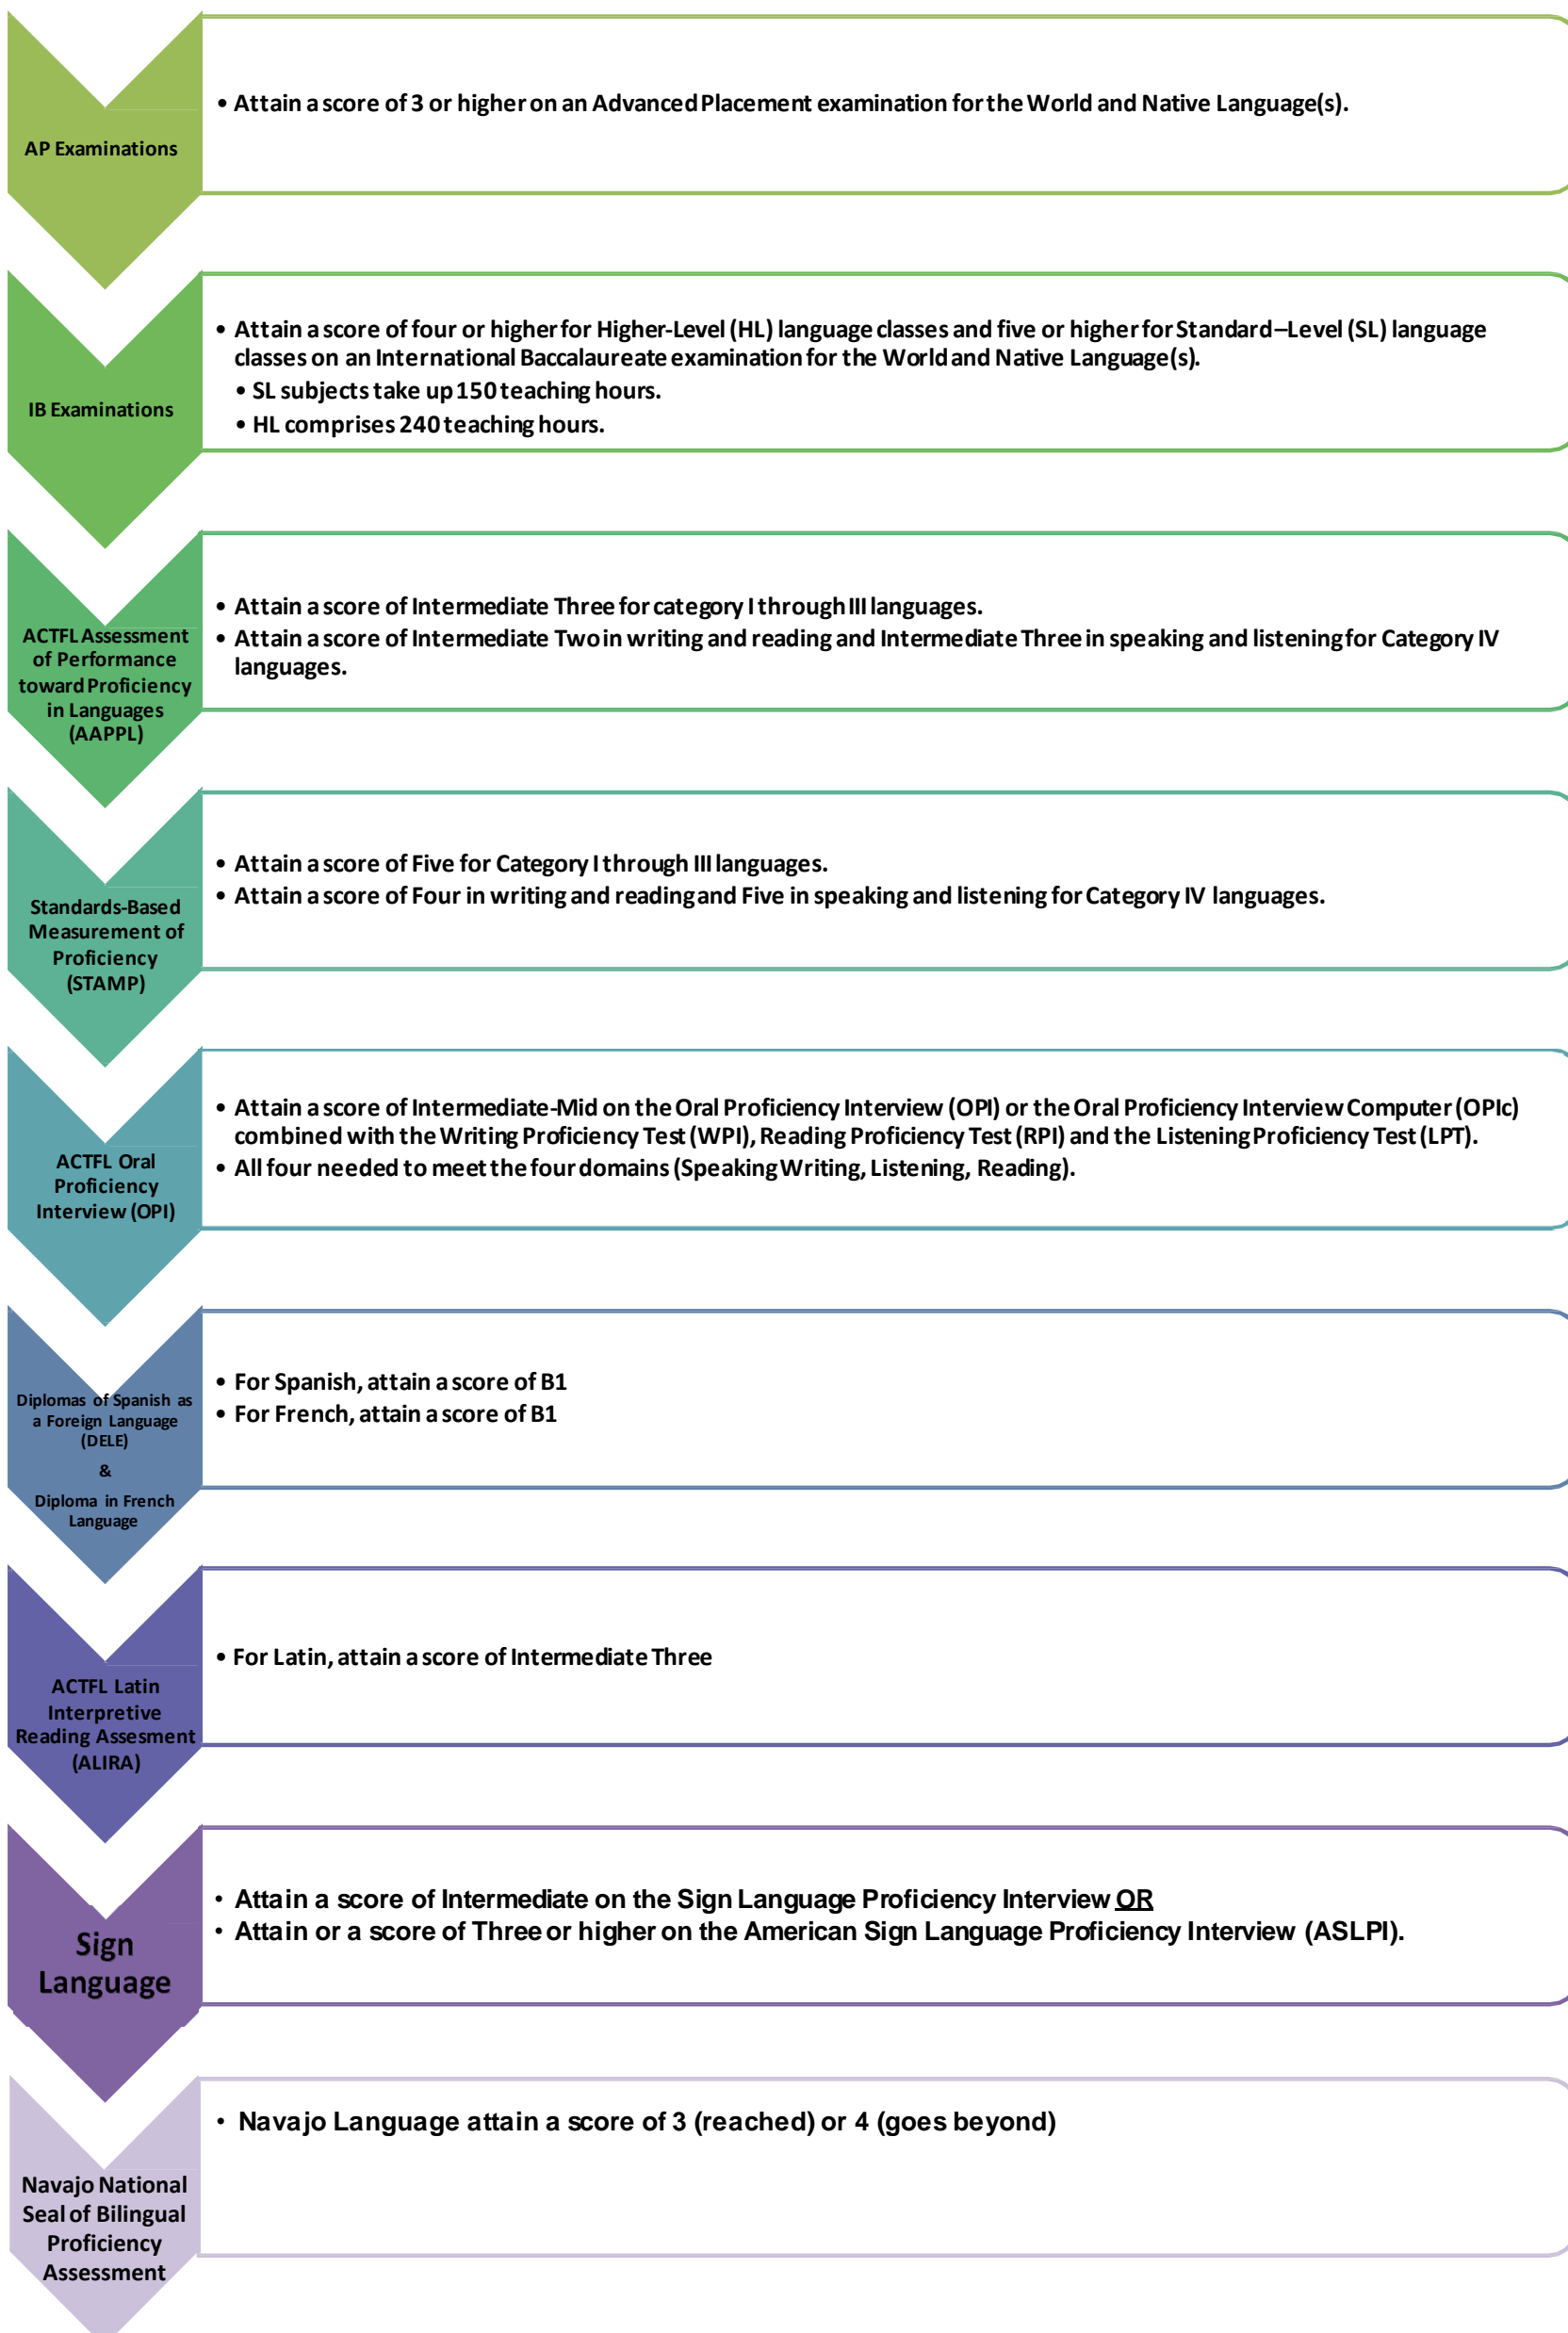 AP Examinations
• Attain a score of 3 or higher on an Advanced Placement examination for the World and Native Language(s).
IB Examinations
• Attain a score of four or higher for Higher-Level (HL) language classes and five or higher for Standard–Level (SL) language
classes on an International Baccalaureate examination for the World and Native Language(s).
• SL subjects take up 150 teaching hours.
• HL comprises 240 teaching hours.
ACTFL Assessment
of Performance
toward Proficiency
in Languages
(AAPPL)
• Attain a score of Intermediate Three for category I through III languages.
• Attain a score of Intermediate Two in writing and reading and Intermediate Three in speaking and listening for Category IV
languages.
Standards-Based
Measurement of
Proficiency
(STAMP)
• Attain a score of Five for Category I through III languages.
• Attain a score of Four in writing and reading and Five in speaking and listening for Category IV languages.
ACTFL Oral
Proficiency
Interview (OPI)
• Attain a score of Intermediate-Mid on the Oral Proficiency Interview (OPI) or the Oral Proficiency Interview Computer (OPIc)
combined with the Writing Proficiency Test (WPI), Reading Proficiency Test (RPI) and the Listening Proficiency Test (LPT).
• All four needed to meet the four domains (Speaking Writing, Listening, Reading).
Diplomas of Spanish as
a Foreign Language
(DELE)
&
Diploma in French
Language
• For Spanish, attain a score of B1
• For French, attain a score of B1
ACTFL Latin
Interpretive
Reading Assesment
(ALIRA)
• For Latin, attain a score of Intermediate Three
Sign
Language
• Attain a score of Intermediate on the Sign Language Proficiency Interview OR
• Attain or a score of Three or higher on the American Sign Language Proficiency Interview (ASLPI).
Navajo National
Seal of Bilingual
Proficiency
Assessment
• Navajo Language attain a score of 3 (reached) or 4 (goes beyond)